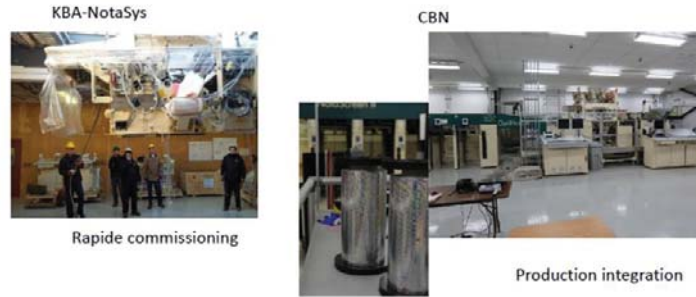 KBA-NotaSys
CBN
Rapide commissioning
Production integration